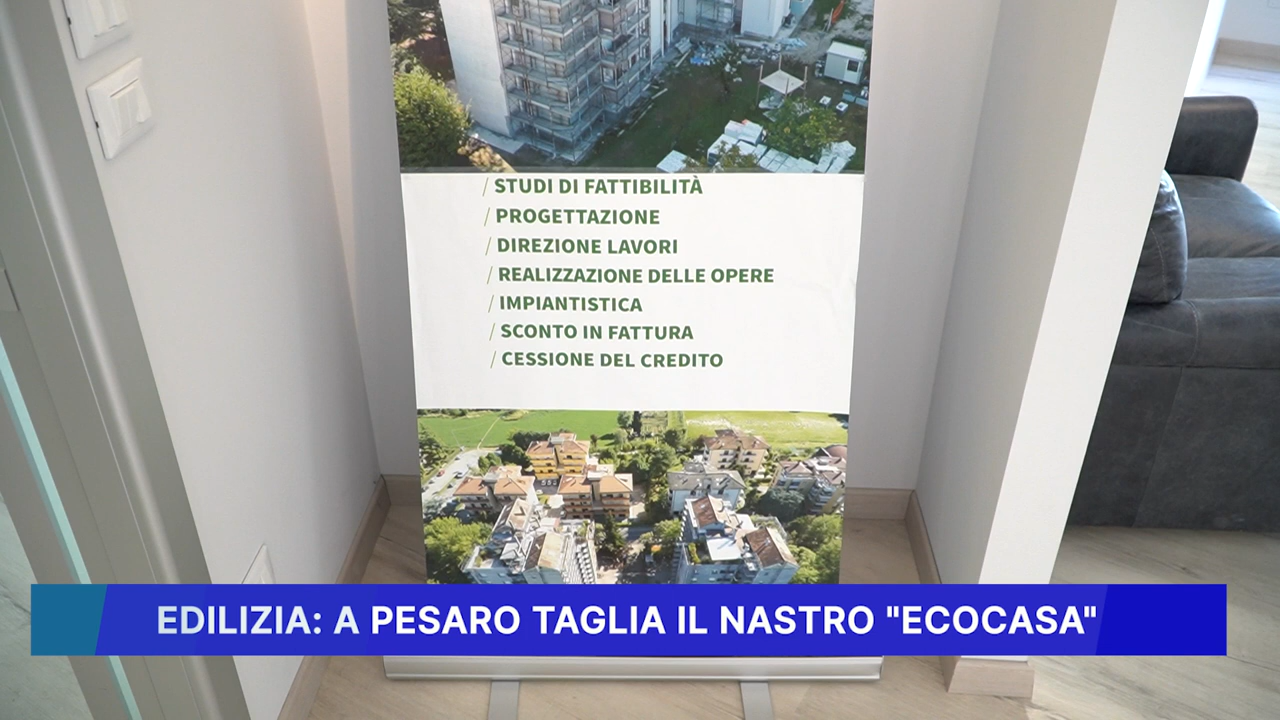 / STUDI DI FATTIBILITÀ
/ PROGETTAZIONE
/ DIREZIONE LAVORI
/ REALIZZAZIONE DELLE OPERE
/ IMPIANTISTICA
/ SCONTO IN FATTURA
/ CESSIONE DEL CREDITO
EDILIZIA: A PESARO TAGLIA IL NASTRO "ECOCASA"